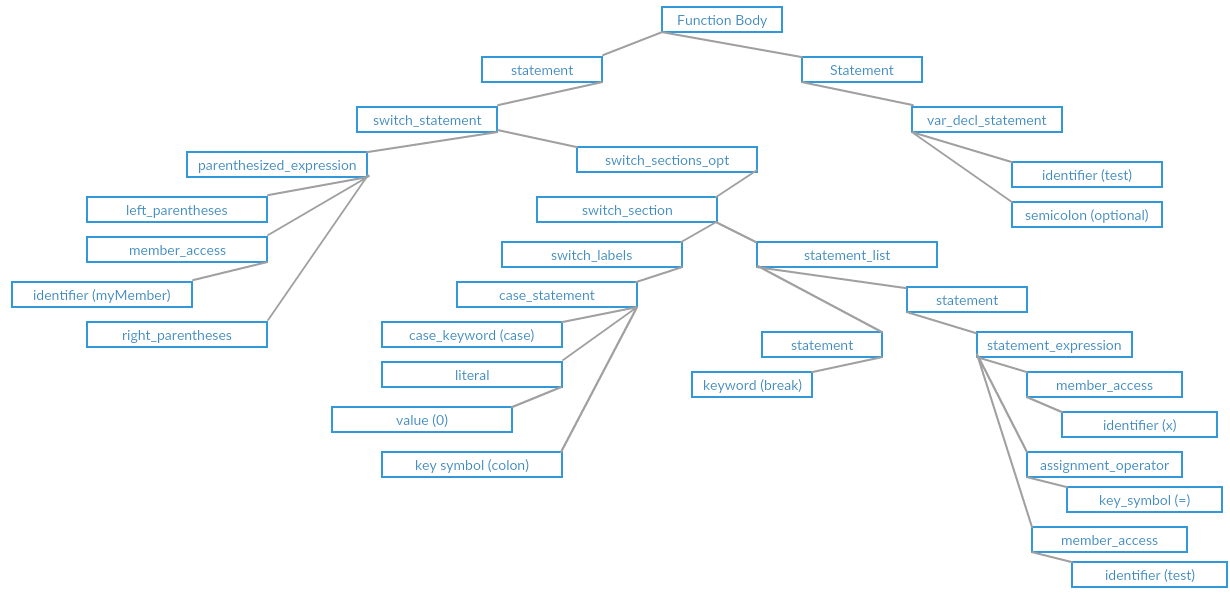 Function Body
statement
Statement
switch_statement
var_decl_statement
parenthesized_expression
switch_sections_opt
identifier (test)
left_parentheses
switch_section
semicolon (optional)
member_access
switch_labels
statement_list
identifier (myMember)
case_statement
statement
right_parentheses
case_keyword (case)
statement
statement_expression
literal
keyword (break)
member_access
value (0)
identifier (x)
key symbol (colon)
assignment_operator
key_symbol (=)
member_access
identifier (test)